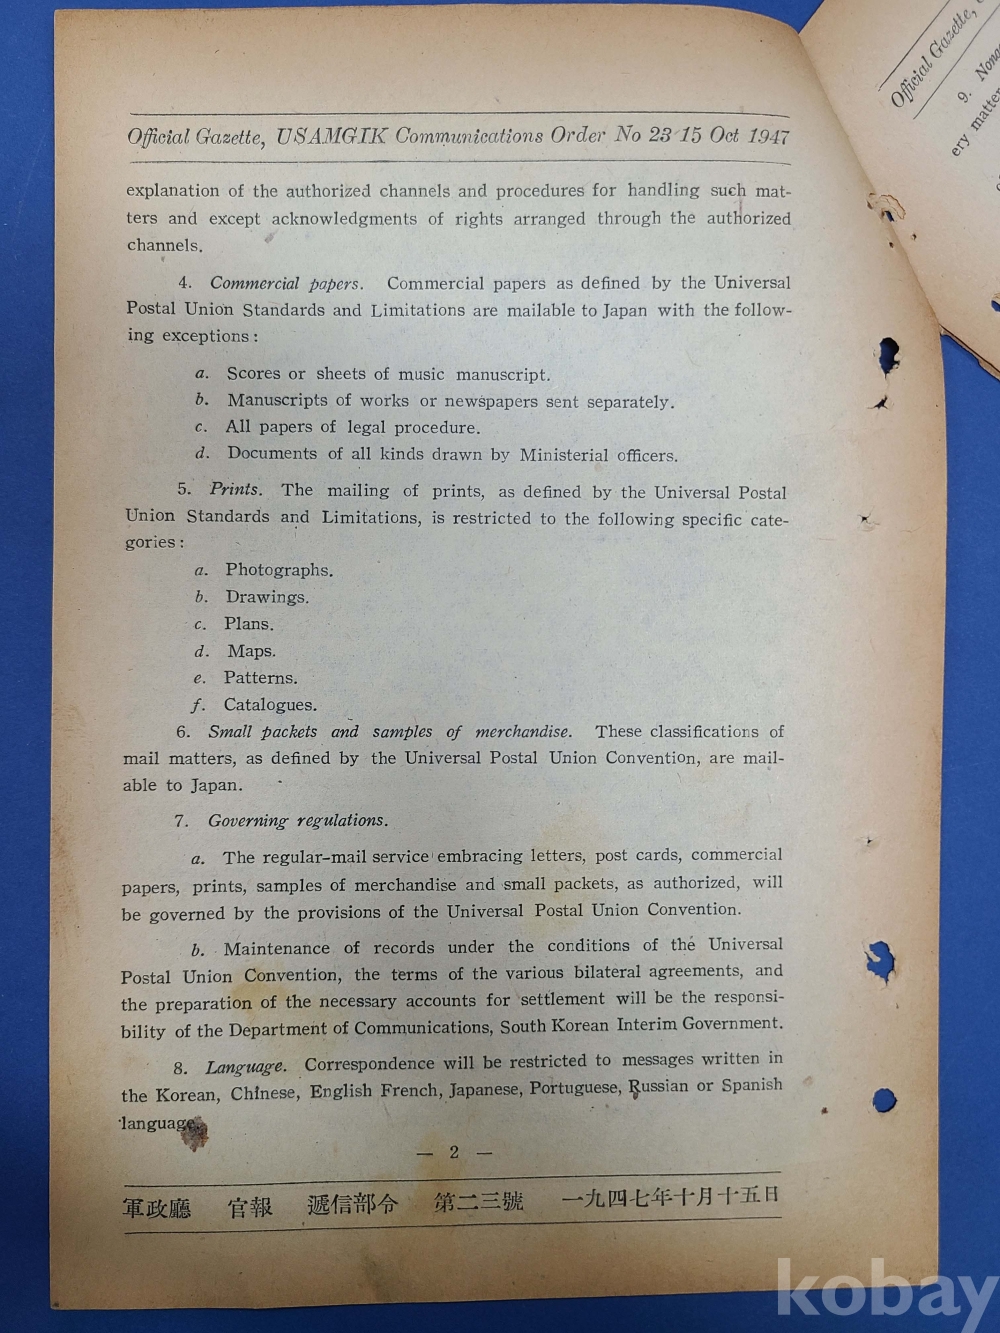 Official Gazette, USAMGIK Communications Order No 23 15 Oct 1947
explanation of the authorized channels and procedures for handling such mat-
ters and except acknowledgments of rights arranged through the authorized
channels.
4. Commercial papers. Commercial papers as defined by the Universal
Postal Union Standards and Limitations are mailable to Japan with the follow-
ing exceptions :
a. Scores or sheets of music manuscript.
b. Manuscripts of works or newspapers sent separately.
c. All papers of legal procedure.
d. Documents of all kinds drawn by Ministerial officers.
5. Prints. The mailing of prints, as defined by the Universal Postal
Union Standards and Limitations, is restricted to the following specific cate-
gories :
a. Photographs.
b. Drawings.
c. Plans.
d. Maps.
e. Patterns.
f. Catalogues.
6. Small packets and samples of merchandise. These classifications of
mail matters, as defined by the Universal Postal Union Convention, are mail-
able to Japan.
7. Governing regulations.
a. The regular-mail service embracing letters, post cards, commercial
papers, prints, samples of merchandise and small packets, as authorized, will
be governed by the provisions of the Universal Postal Union Convention.
b. Maintenance of records under the conditions of the Universal
Postal Union Convention, the terms of the various bilateral agreements, and
the preparation of the necessary accounts for settlement will be the responsi-
bility of the Department of Communications, South Korean Interim Government.
8. Language. Correspondence will be restricted to messages written in
the Korean, Chinese, English French, Japanese, Portuguese, Russian or Spanish
language.
— 2 —
軍政廳 官報 遞信部令 第二三號 一九四七年十月十五日
Official Gazette,
9.
ery matter
kobay